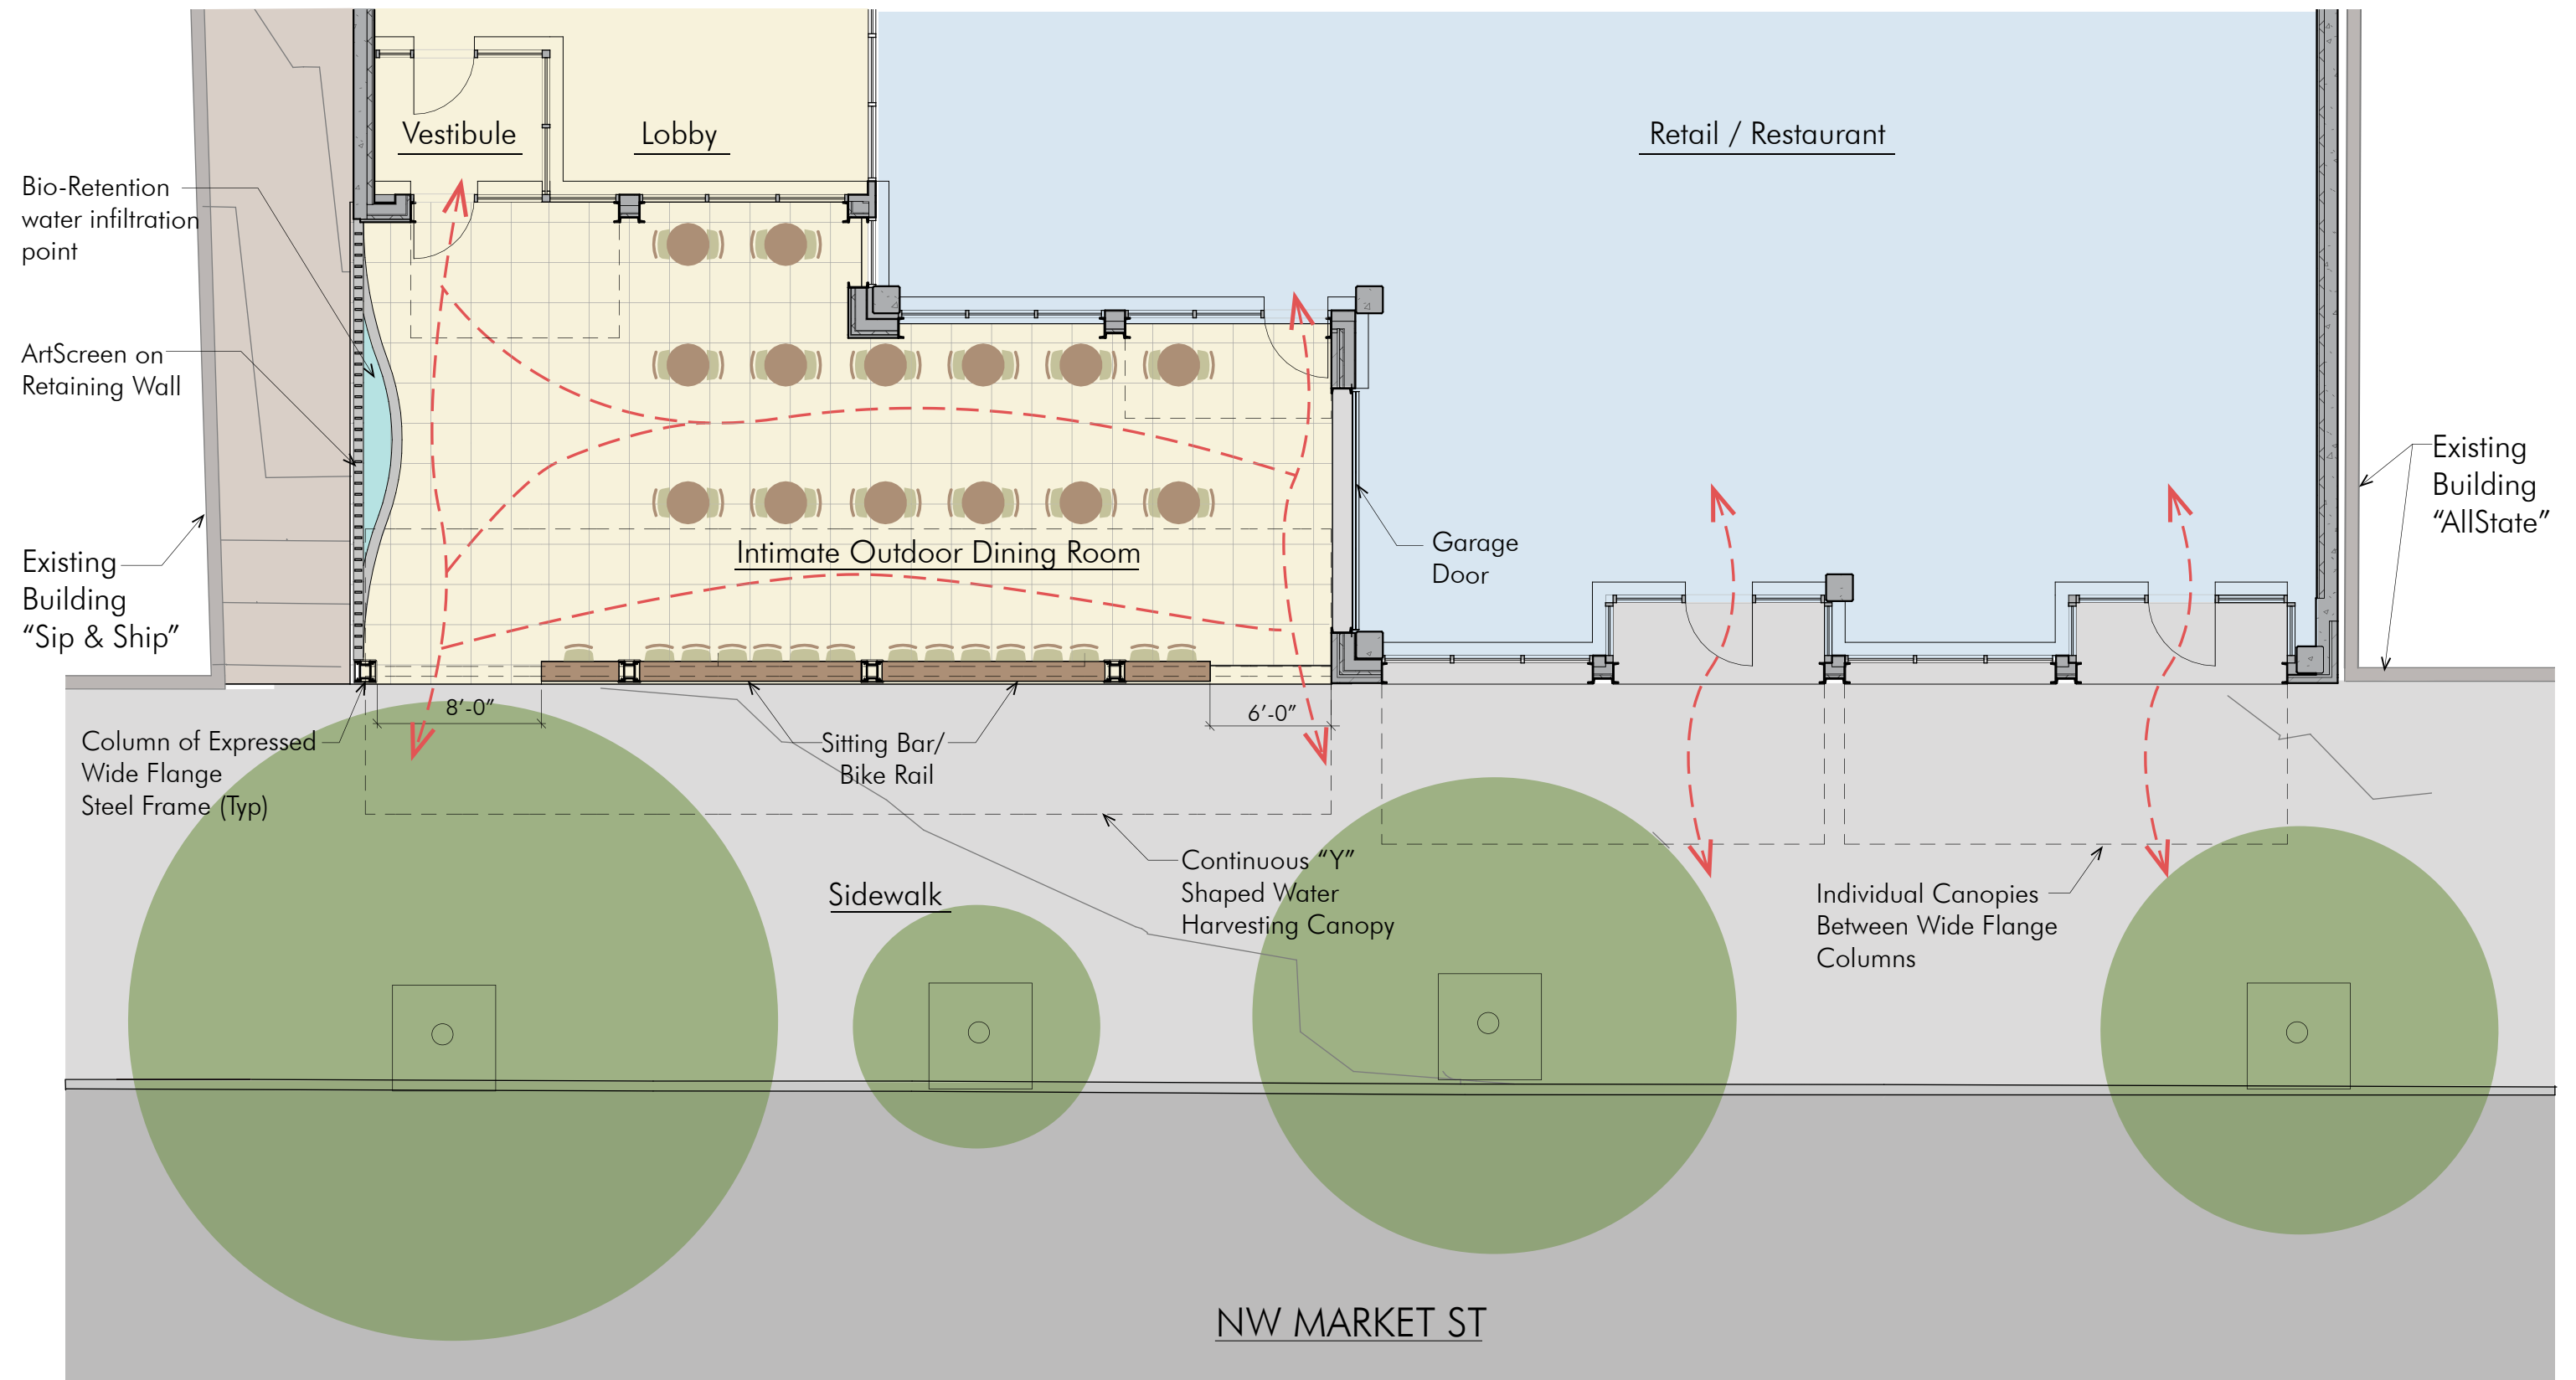 Vestibule
Lobby
Retail / Restaurant
Bio-Retention
water infiltration
point
ArtScreen on
Retaining Wall
Existing
Building
“Sip & Ship”
Intimate Outdoor Dining Room
Garage
Door
Existing
Building
“AllState”
8’-0”
6’-0”
Column of Expressed
Wide Flange
Steel Frame (Typ)
Sitting Bar/
Bike Rail
Continuous “Y”
Shaped Water
Harvesting Canopy
Sidewalk
Individual Canopies
Between Wide Flange
Columns
NW MARKET ST